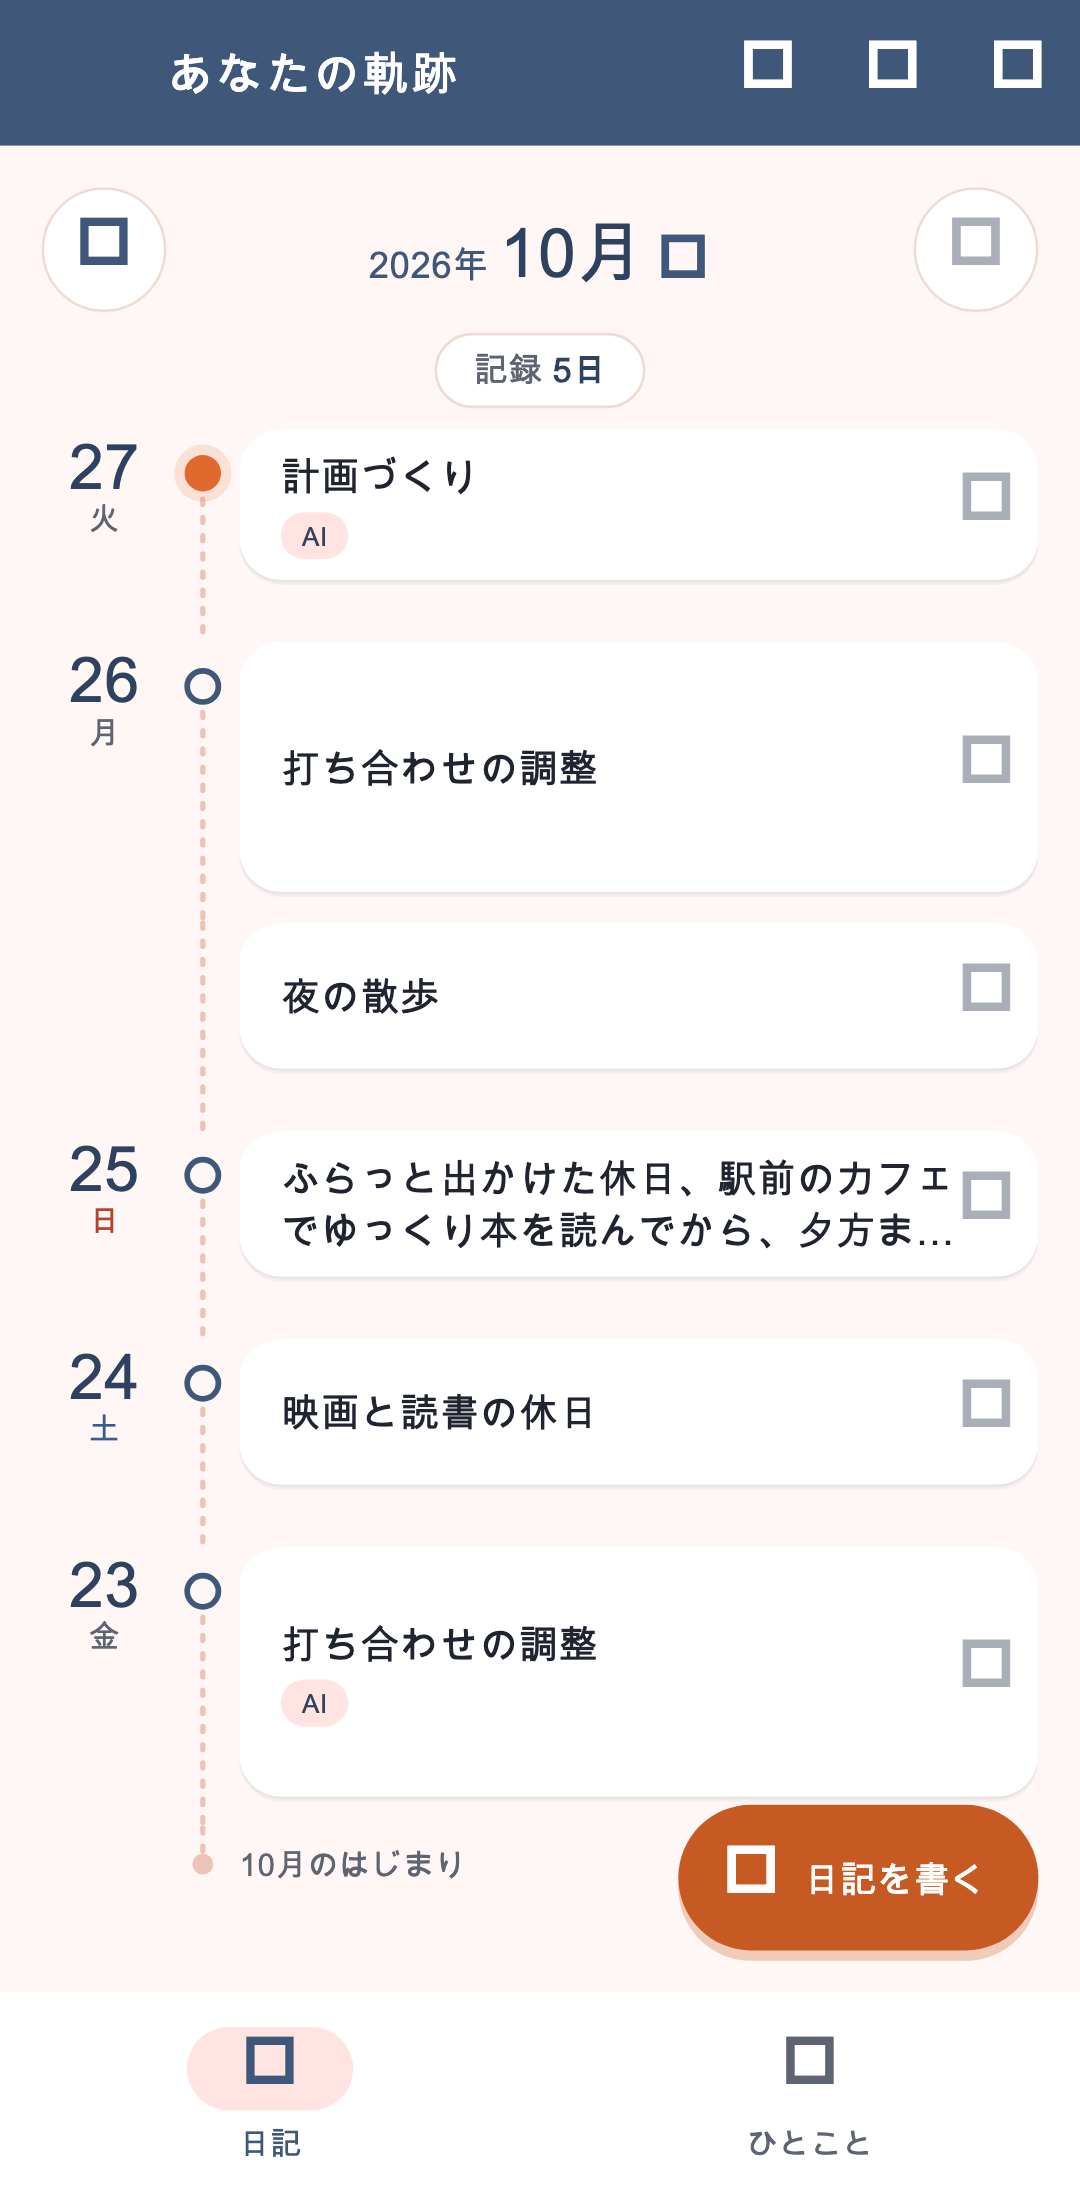 あなたの軌跡
2026年 10月
記録 5日
27
火
計画づくり
AI
26
月
打ち合わせの調整
夜の散歩
25
日
ふらっと出かけた休日、駅前のカフェ
でゆっくり本を読んでから、夕方ま…
24
土
映画と読書の休日
23
金
打ち合わせの調整
AI
10月のはじまり
日記を書く
日記
ひとこと